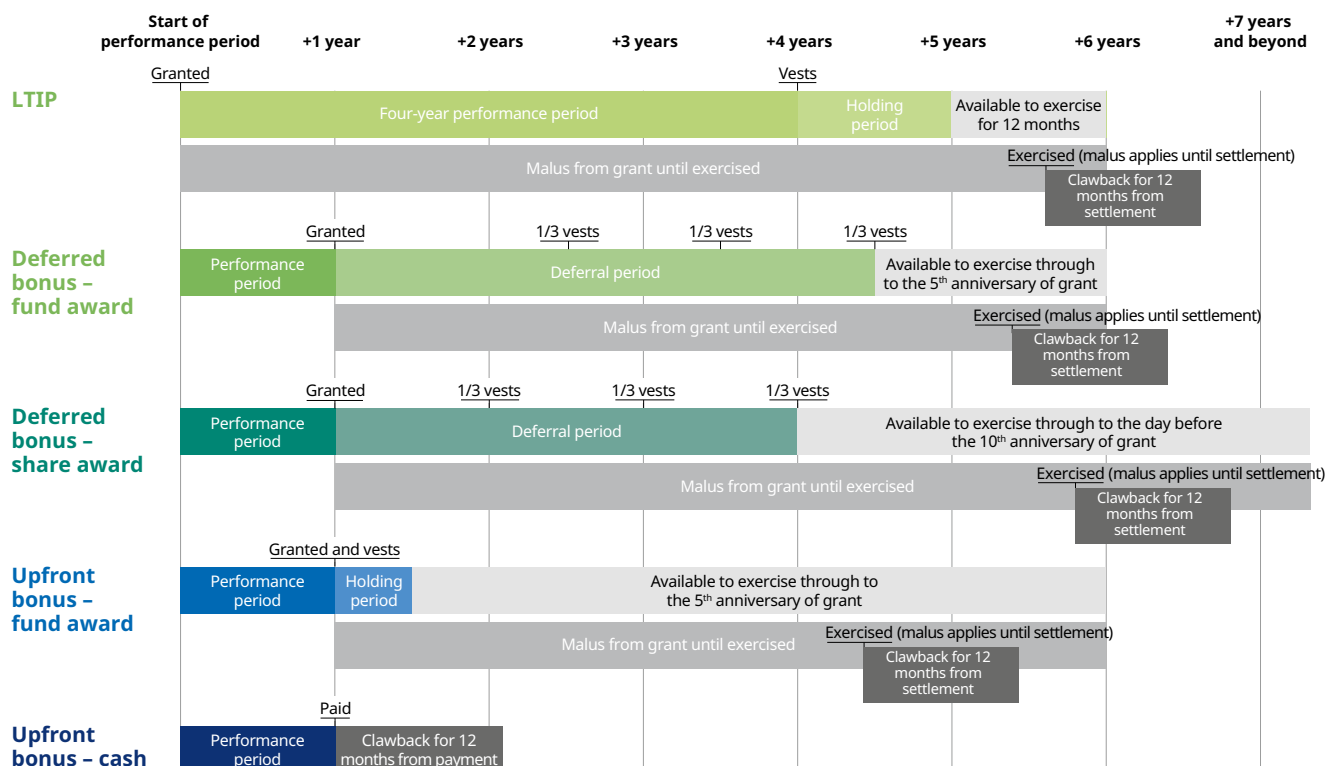 Start of
performance period
+1 year
+2 years
+3 years
+4 years
+5 years
+6 years
+7 years
and beyond
Granted
Vests
LTIP
Four-year performance period
Holding
period
Available to exercise
for 12 months
Malus from grant until exercised
Exercised (malus applies until settlement)
Clawback for 12
months from
settlement
Granted
1/3 vests
1/3 vests
1/3 vests
Deferred
bonus –
fund award
Performance
period
Deferral period
Available to exercise through
to the 5th anniversary of grant
Malus from grant until exercised
Exercised (malus applies until settlement)
Clawback for 12
months from
settlement
Granted
1/3 vests
1/3 vests
1/3 vests
Deferred
bonus –
share award
Performance
period
Deferral period
Available to exercise through to the day before
the 10th anniversary of grant
Malus from grant until exercised
Exercised (malus applies until settlement)
Clawback for 12
months from
settlement
Granted and vests
Upfront
bonus –
fund award
Performance
period
Holding
period
Available to exercise through to
the 5th anniversary of grant
Malus from grant until exercised
Exercised (malus applies until settlement)
Clawback for 12
months from
settlement
Paid
Upfront
bonus – cash
Performance
period
Clawback for 12
months from payment